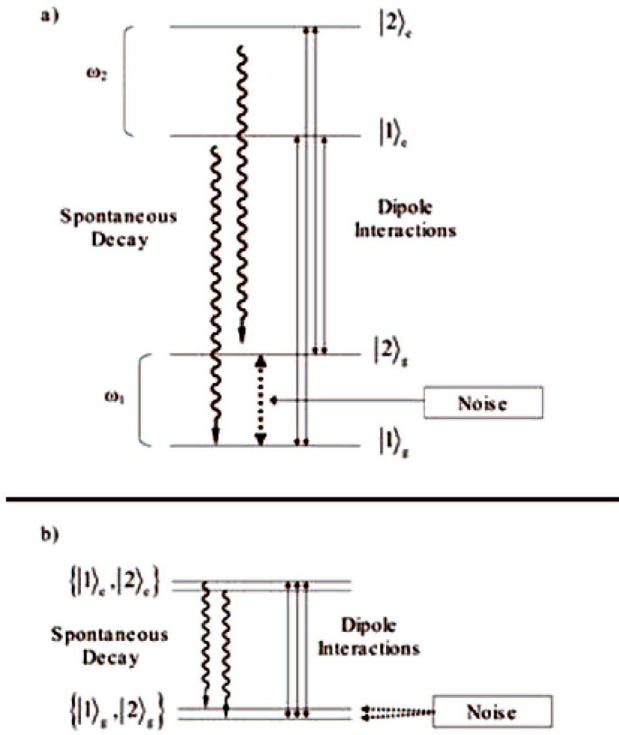 a)
|2⟩e
ω2
|1⟩e
Spontaneous
Decay
Dipole
Interactions
|2⟩g
ω1
Noise
|1⟩g
b)
{|1⟩e,|2⟩e}
Spontaneous
Decay
Dipole
Interactions
{|1⟩g,|2⟩g}
Noise